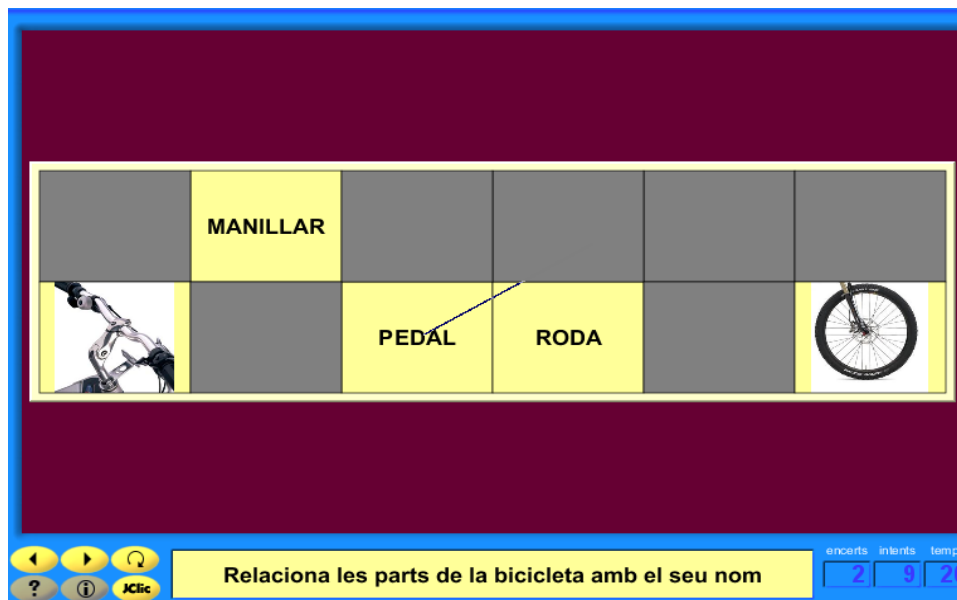 MANILLAR
PEDAL
RODA
encerts intents
2 9
Relaciona les parts de la bicicleta amb el seu nom
? i JClic